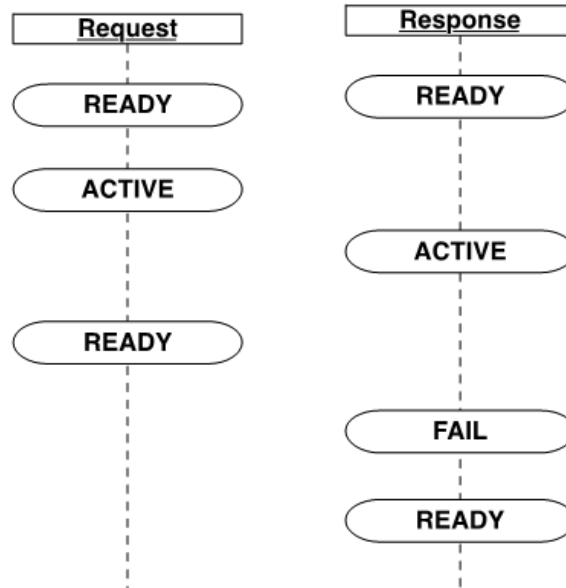 Request
READY
ACTIVE
READY
Response
READY
ACTIVE
FAIL
READY